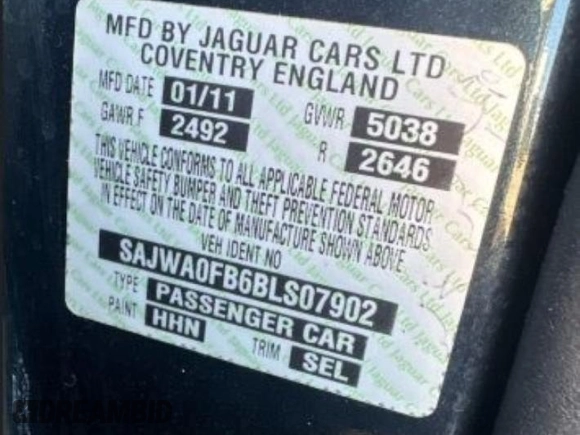 MFD BY JAGUAR CARS LTD
COVENTRY ENGLAND
MFD DATE 01/11 GVWR 5038
GAWR F 2492 R 2646
THIS VEHICLE CONFORMS TO ALL APPLICABLE FEDERAL MOTOR
VEHICLE SAFETY BUMPER AND THEFT PREVENTION STANDARDS
IN EFFECT ON THE DATE OF MANUFACTURE SHOWN ABOVE
VEH IDENT NO
SAJWA0FB6BLS07902
TYPE PASSENGER CAR
PAINT HHN TRIM SEL